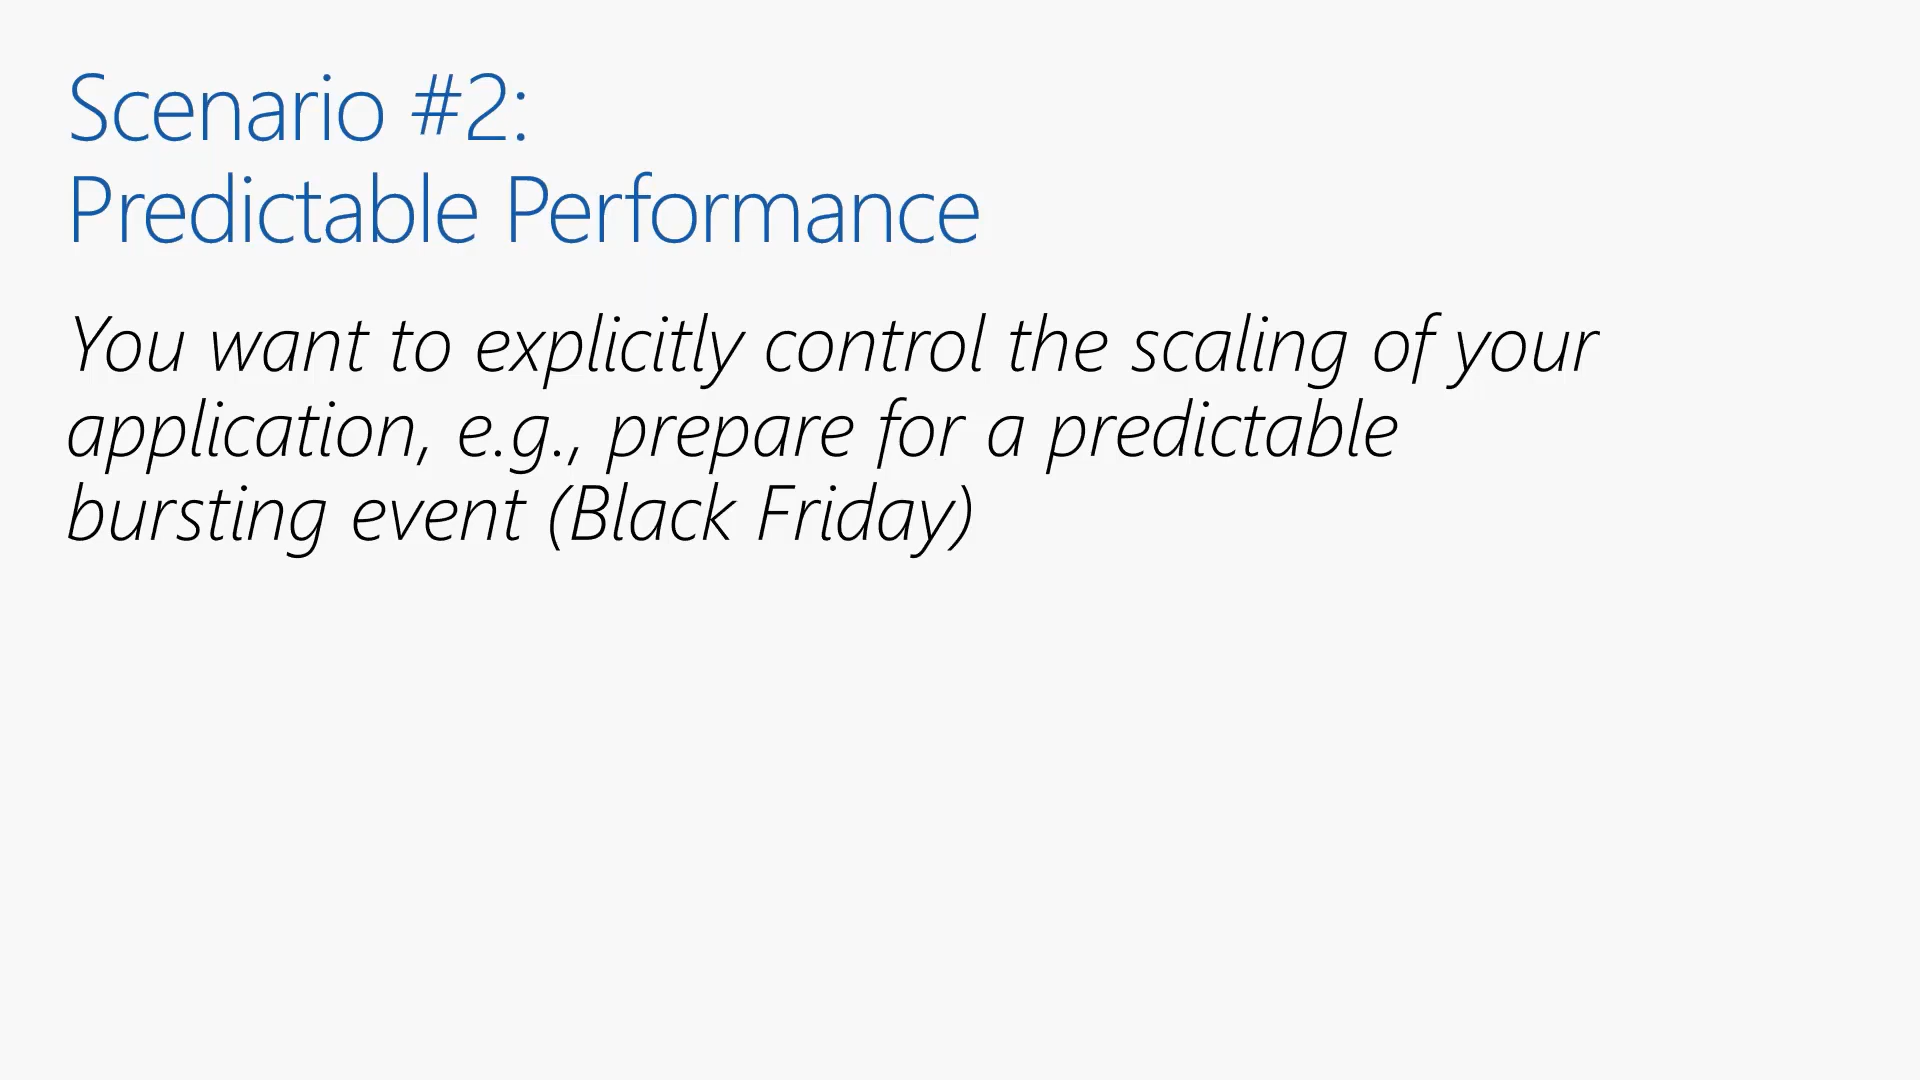 Scenario #2:
Predictable Performance
You want to explicitly control the scaling of your
application, e.g., prepare for a predictable
bursting event (Black Friday)